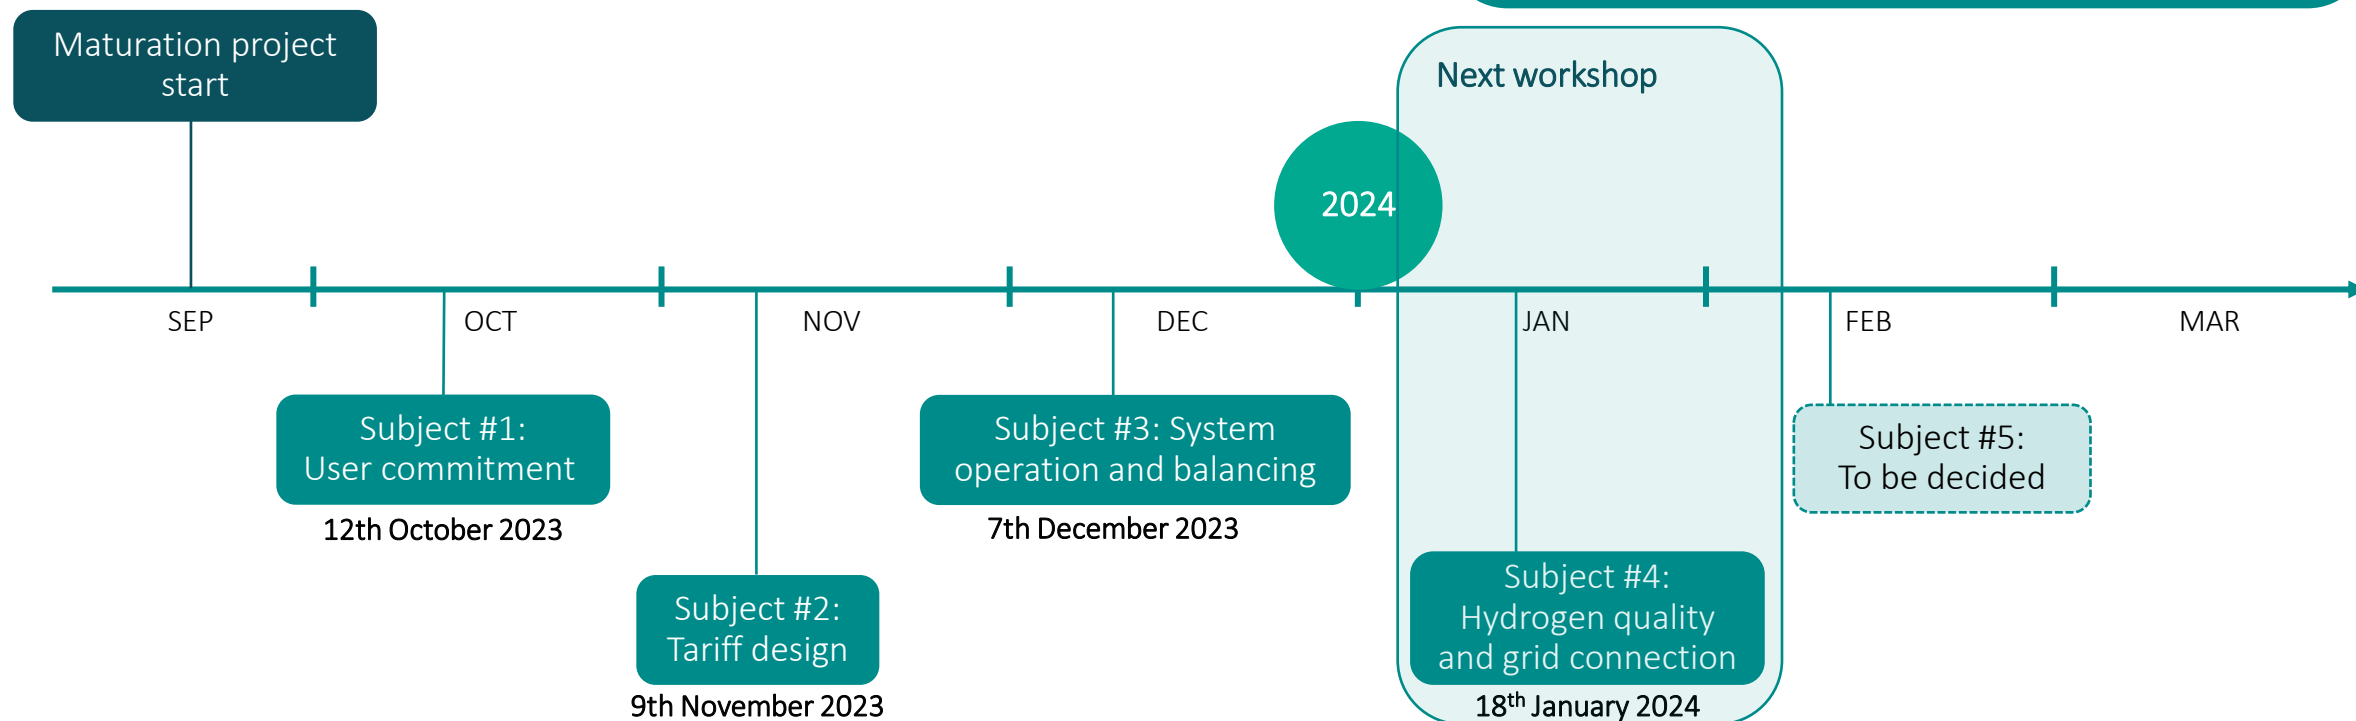 Maturation project
start
Next workshop
2024
SEP
OCT
NOV
DEC
JAN
FEB
MAR
Subject #1:
User commitment
12th October 2023
Subject #2:
Tariff design
9th November 2023
Subject #3: System
operation and balancing
7th December 2023
Subject #4:
Hydrogen quality
and grid connection
18th January 2024
Subject #5:
To be decided